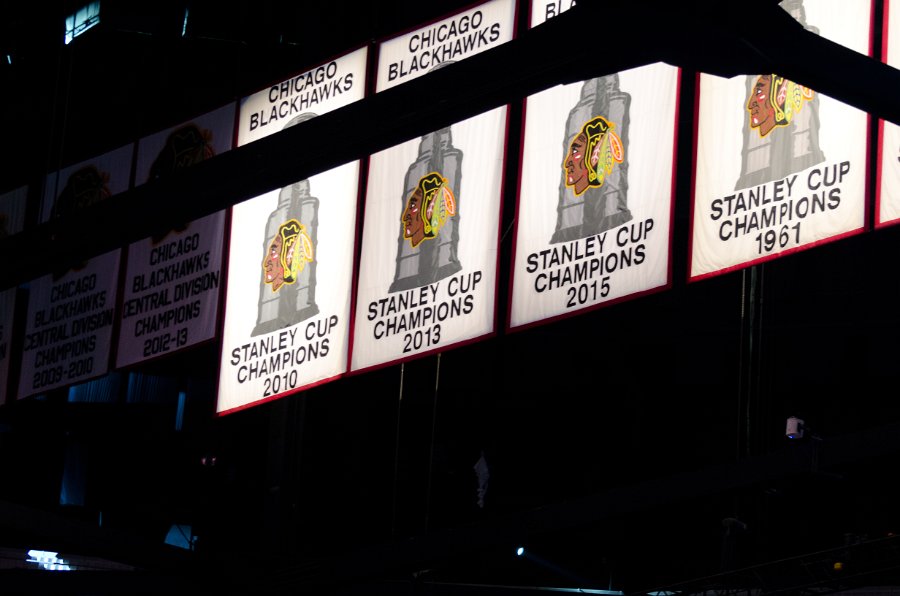 CHICAGO
BLACKHAWKS
CENTRAL DIVISION
CHAMPIONS
2009-2010
CHICAGO
BLACKHAWKS
CENTRAL DIVISION
CHAMPIONS
2012-13
CHICAGO
BLACKHAWKS
STANLEY CUP
CHAMPIONS
2010
CHICAGO
BLACKHAWKS
STANLEY CUP
CHAMPIONS
2013
STANLEY CUP
CHAMPIONS
2015
STANLEY CUP
CHAMPIONS
1961